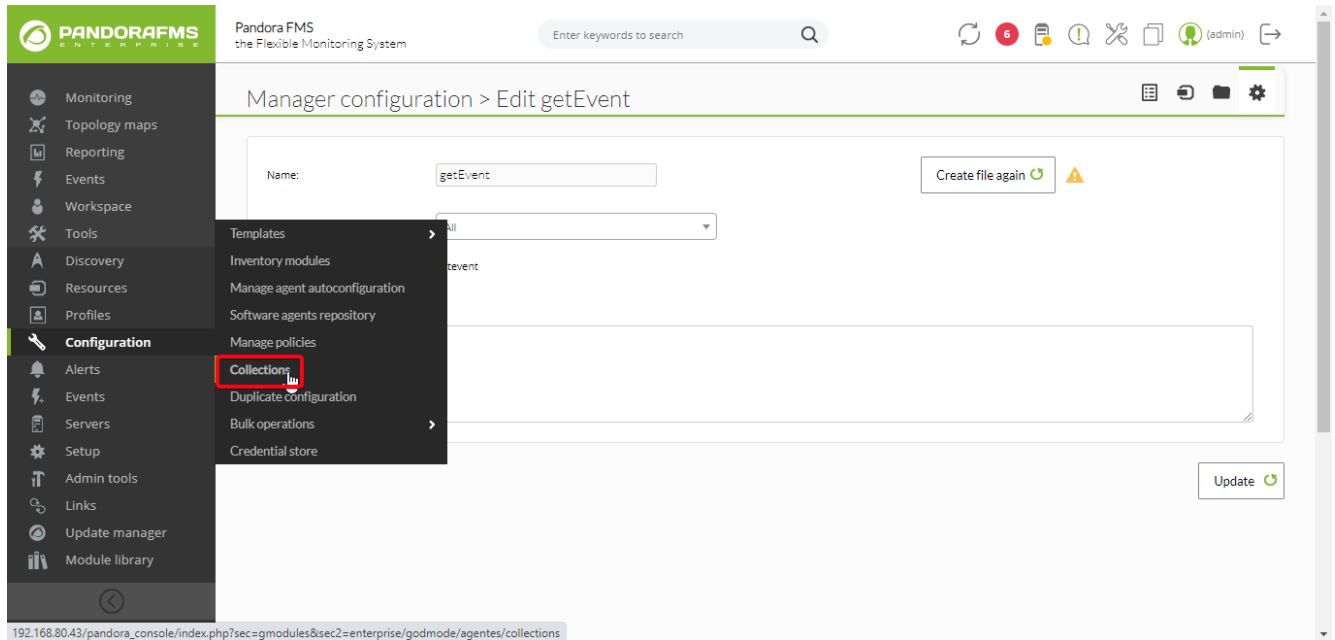 PANDORAFMS
ENTERPRISE
Pandora FMS
the Flexible Monitoring System
Enter keywords to search
6
(admin)
Monitoring
Topology maps
Reporting
Events
Workspace
Tools
Discovery
Resources
Profiles
Configuration
Alerts
Events
Servers
Setup
Admin tools
Links
Update manager
Module library
Manager configuration > Edit getEvent
Name:
getEvent
Create file again
All
tevent
Templates
Inventory modules
Manage agent autoconfiguration
Software agents repository
Manage policies
Collections
Duplicate configuration
Bulk operations
Credential store
Update
192.168.80.43/pandora_console/index.php?sec=gmodules&sec2=enterprise/godmode/agentes/collections